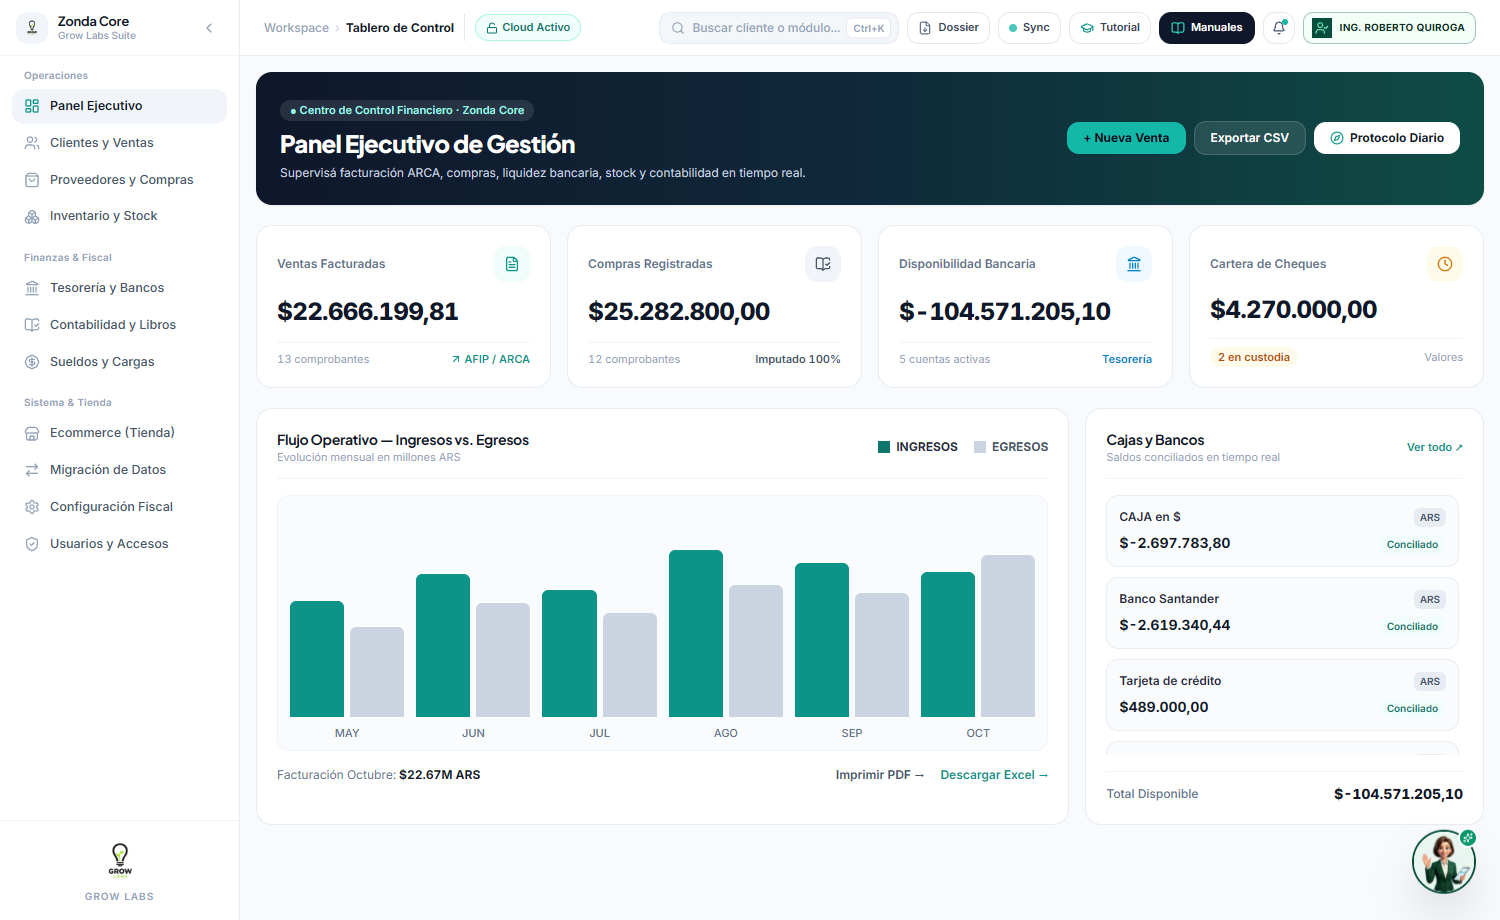 Zonda Core
Grow Labs Suite
Operaciones
Panel Ejecutivo
Clientes y Ventas
Proveedores y Compras
Inventario y Stock
Finanzas & Fiscal
Tesorería y Bancos
Contabilidad y Libros
Sueldos y Cargas
Sistema & Tienda
Ecommerce (Tienda)
Migración de Datos
Configuración Fiscal
Usuarios y Accesos
GROW
LABS
GROW LABS
Workspace › Tablero de Control
Cloud Activo
Buscar cliente o módulo... Ctrl+K
Dossier
Sync
Tutorial
Manuales
ING. ROBERTO QUIROGA
● Centro de Control Financiero · Zonda Core
Panel Ejecutivo de Gestión
Supervisá facturación ARCA, compras, liquidez bancaria, stock y contabilidad en tiempo real.
+ Nueva Venta
Exportar CSV
Protocolo Diario
Ventas Facturadas
$22.666.199,81
13 comprobantes
AFIP / ARCA
Compras Registradas
$25.282.800,00
12 comprobantes
Imputado 100%
Disponibilidad Bancaria
$-104.571.205,10
5 cuentas activas
Tesorería
Cartera de Cheques
$4.270.000,00
2 en custodia
Valores
Flujo Operativo — Ingresos vs. Egresos
Evolución mensual en millones ARS
INGRESOS
EGRESOS
MAY
JUN
JUL
AGO
SEP
OCT
Facturación Octubre: $22.67M ARS
Imprimir PDF →
Descargar Excel →
Cajas y Bancos
Saldos conciliados en tiempo real
Ver todo ↗
CAJA en $
ARS
$-2.697.783,80
Conciliado
Banco Santander
ARS
$-2.619.340,44
Conciliado
Tarjeta de crédito
ARS
$489.000,00
Conciliado
Total Disponible
$-104.571.205,10